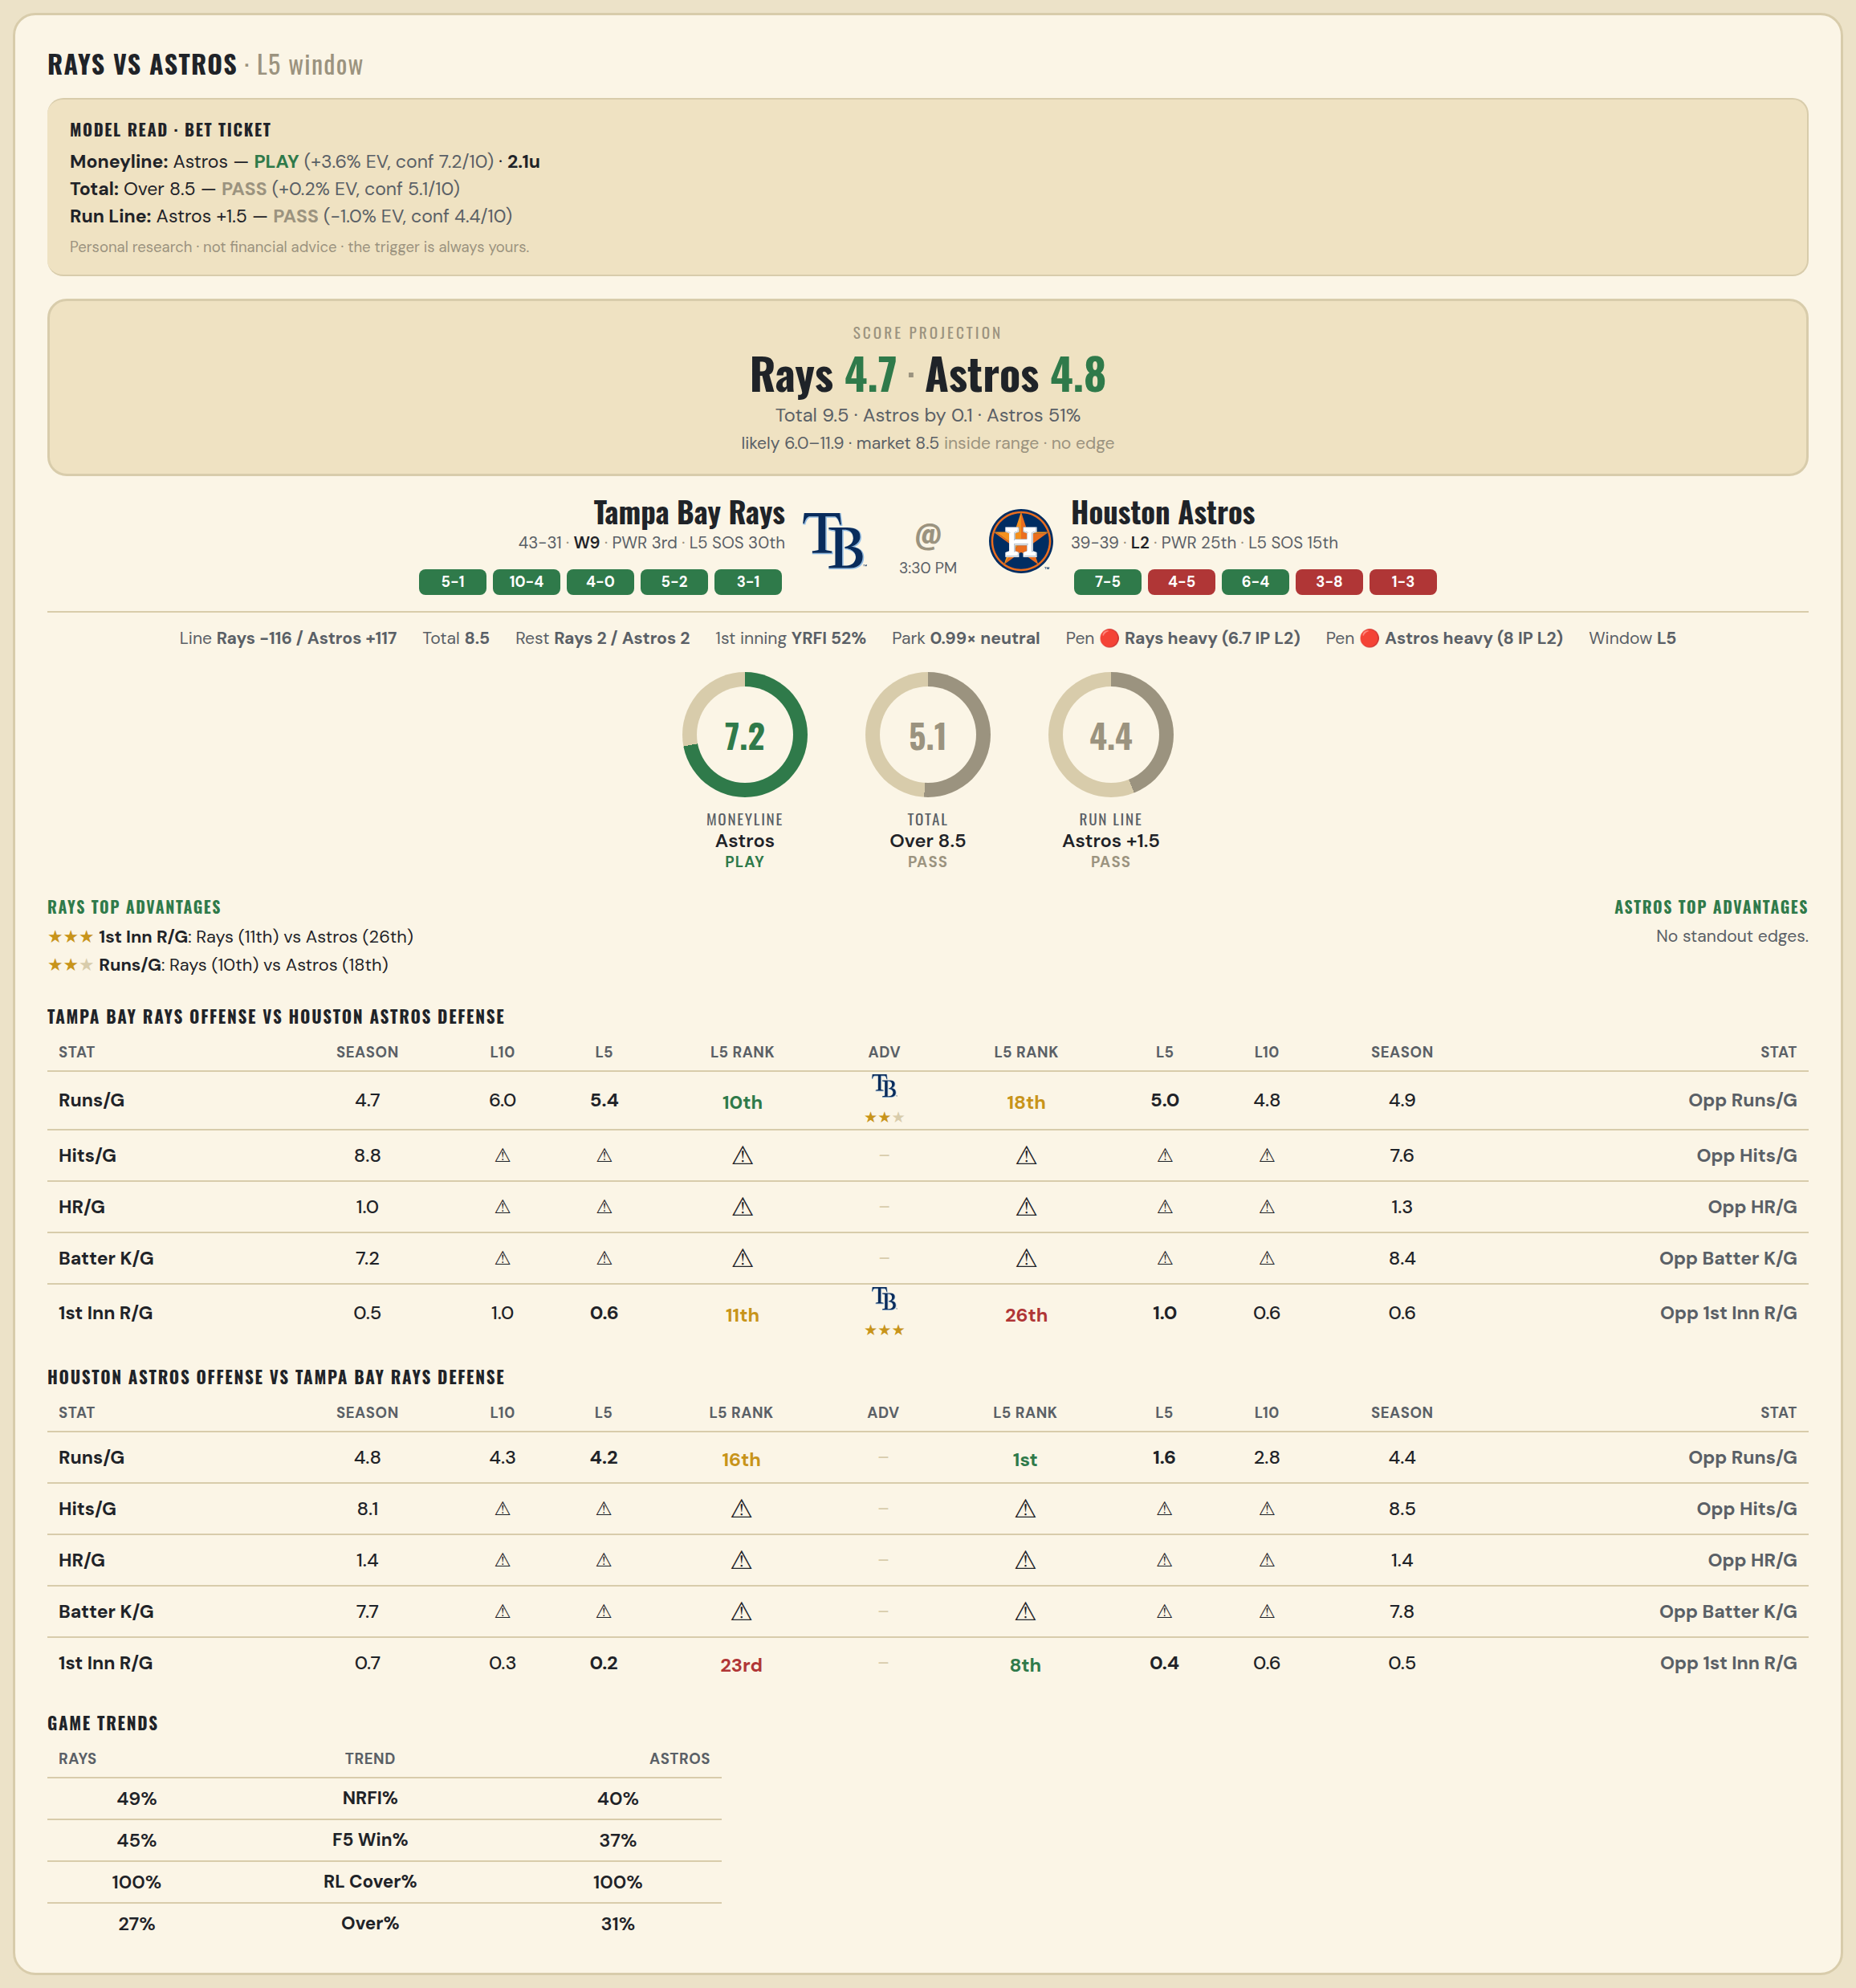 RAYS VS ASTROS · L5 window
MODEL READ · BET TICKET
Moneyline: Astros — PLAY (+3.6% EV, conf 7.2/10) · 2.1u
Total: Over 8.5 — PASS (+0.2% EV, conf 5.1/10)
Run Line: Astros +1.5 — PASS (-1.0% EV, conf 4.4/10)
Personal research · not financial advice · the trigger is always yours.
SCORE PROJECTION
Rays 4.7 · Astros 4.8
Total 9.5 · Astros by 0.1 · Astros 51%
likely 6.0–11.9 · market 8.5 inside range · no edge
Tampa Bay Rays
43-31 · W9 · PWR 3rd · L5 SOS 30th
5-1 10-4 4-0 5-2 3-1
TB
@
3:30 PM
H
Houston Astros
39-39 · L2 · PWR 25th · L5 SOS 15th
7-5 4-5 6-4 3-8 1-3
Line Rays -116 / Astros +117 Total 8.5 Rest Rays 2 / Astros 2 1st inning YRFI 52% Park 0.99× neutral Pen 🔴 Rays heavy (6.7 IP L2) Pen 🔴 Astros heavy (8 IP L2) Window L5
7.2 5.1 4.4
MONEYLINE TOTAL RUN LINE
Astros Over 8.5 Astros +1.5
PLAY PASS PASS
RAYS TOP ADVANTAGES
★★★ 1st Inn R/G: Rays (11th) vs Astros (26th)
★★★ Runs/G: Rays (10th) vs Astros (18th)
ASTROS TOP ADVANTAGES
No standout edges.
TAMPA BAY RAYS OFFENSE VS HOUSTON ASTROS DEFENSE
STAT SEASON L10 L5 L5 RANK ADV L5 RANK L5 L10 SEASON STAT
Runs/G 4.7 6.0 5.4 10th TB ★★★ 18th 5.0 4.8 4.9 Opp Runs/G
Hits/G 8.8 ⚠ ⚠ ⚠ – ⚠ ⚠ ⚠ 7.6 Opp Hits/G
HR/G 1.0 ⚠ ⚠ ⚠ – ⚠ ⚠ ⚠ 1.3 Opp HR/G
Batter K/G 7.2 ⚠ ⚠ ⚠ – ⚠ ⚠ ⚠ 8.4 Opp Batter K/G
1st Inn R/G 0.5 1.0 0.6 11th TB ★★★ 26th 1.0 0.6 0.6 Opp 1st Inn R/G
HOUSTON ASTROS OFFENSE VS TAMPA BAY RAYS DEFENSE
STAT SEASON L10 L5 L5 RANK ADV L5 RANK L5 L10 SEASON STAT
Runs/G 4.8 4.3 4.2 16th – 1st 1.6 2.8 4.4 Opp Runs/G
Hits/G 8.1 ⚠ ⚠ ⚠ – ⚠ ⚠ ⚠ 8.5 Opp Hits/G
HR/G 1.4 ⚠ ⚠ ⚠ – ⚠ ⚠ ⚠ 1.4 Opp HR/G
Batter K/G 7.7 ⚠ ⚠ ⚠ – ⚠ ⚠ ⚠ 7.8 Opp Batter K/G
1st Inn R/G 0.7 0.3 0.2 23rd – 8th 0.4 0.6 0.5 Opp 1st Inn R/G
GAME TRENDS
RAYS TREND ASTROS
49% NRFI% 40%
45% F5 Win% 37%
100% RL Cover% 100%
27% Over% 31%